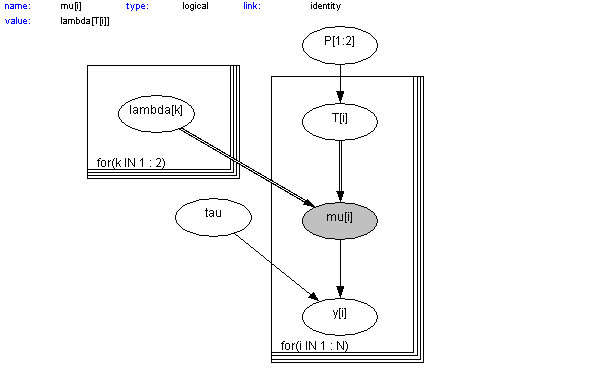 name: mu[i] type: logical link: identity
value: lambda[T[i]]
P[1:2]
lambda[k]
T[i]
for(k IN 1 : 2)
tau
mu[i]
y[i]
for(i IN 1 : N)